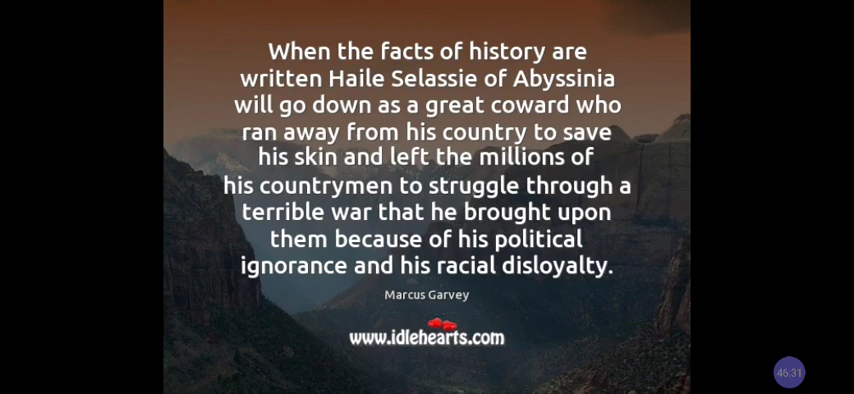 When the facts of history are
written Haile Selassie of Abyssinia
will go down as a great coward who
ran away from his country to save
his skin and left the millions of
his countrymen to struggle through a
terrible war that he brought upon
them because of his political
ignorance and his racial disloyalty.
Marcus Garvey
www.idlehearts.com
46:31